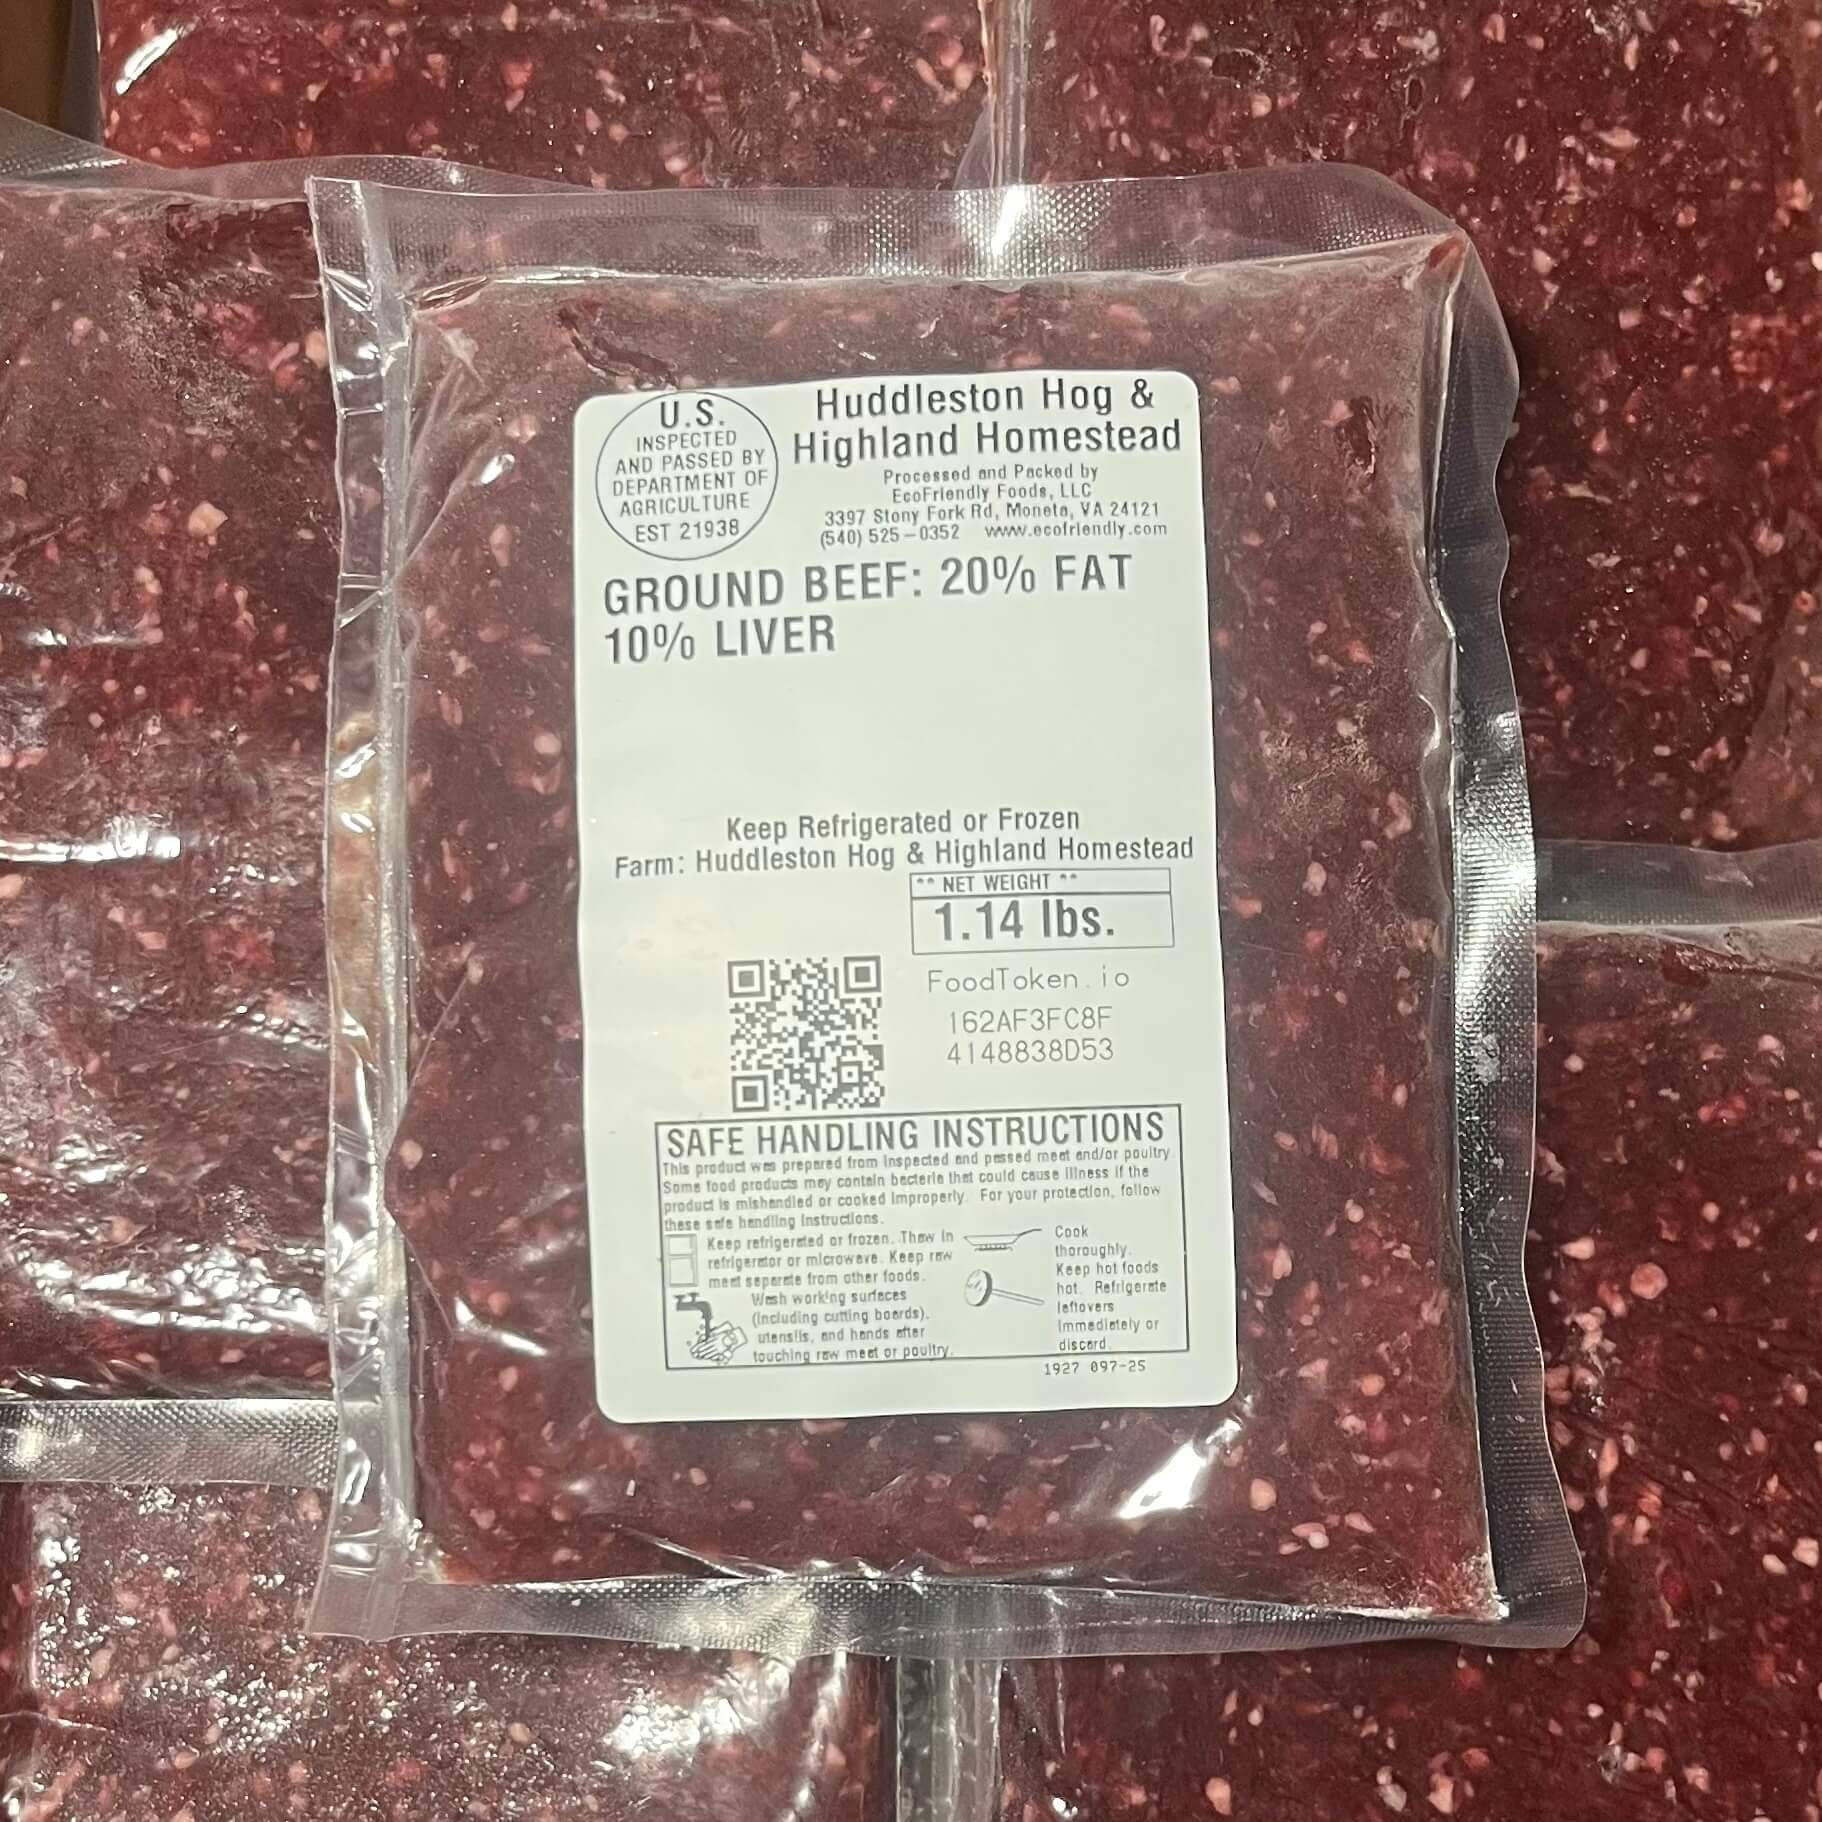 U.S.
INSPECTED
AND PASSED BY
DEPARTMENT OF
AGRICULTURE
EST 21938
Huddleston Hog &
Highland Homestead
Processed and Packed by
EcoFriendly Foods, LLC
3397 Stony Fork Rd, Moneta, VA 24121
(540) 525-0352 www.ecofriendly.com
GROUND BEEF: 20% FAT
10% LIVER
Keep Refrigerated or Frozen
Farm: Huddleston Hog & Highland Homestead
** NET WEIGHT **
1.14 lbs.
FoodToken.io
162AF3FC8F
4148838D53
SAFE HANDLING INSTRUCTIONS
This product was prepared from inspected and passed meat and/or poultry.
Some food products may contain bacteria that could cause illness if the
product is mishandled or cooked improperly. For your protection, follow
these safe handling instructions.
Keep refrigerated or frozen. Thaw in
refrigerator or microwave. Keep raw
meat separate from other foods.
Wash working surfaces
(including cutting boards),
utensils, and hands after
touching raw meat or poultry.
Cook
thoroughly.
Keep hot foods
hot. Refrigerate
leftovers
immediately or
discard.
1927 097-25